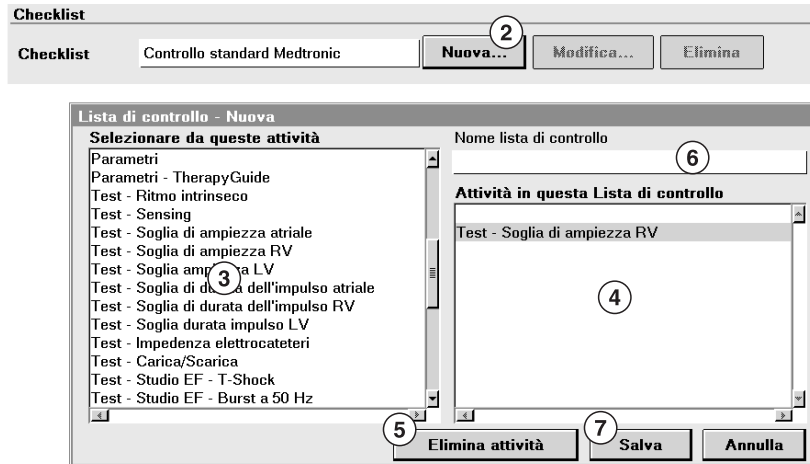 Checklist
Checklist Controllo standard Medtronic Nuova... Modifica... Elimina
2
Lista di controllo - Nuova
Selezionare da queste attività
Parametri
Parametri - TherapyGuide
Test - Ritmo intrinseco
Test - Sensing
Test - Soglia di ampiezza atriale
Test - Soglia di ampiezza RV
Test - Soglia ampiezza LV
Test - Soglia di durata dell'impulso atriale
Test - Soglia di durata dell'impulso RV
Test - Soglia durata impulso LV
Test - Impedenza elettrocateteri
Test - Carica/Scarica
Test - Studio EF - T-Shock
Test - Studio EF - Burst a 50 Hz
3
Nome lista di controllo
6
Attività in questa Lista di controllo
Test - Soglia di ampiezza RV
4
5 Elimina attività 7 Salva Annulla